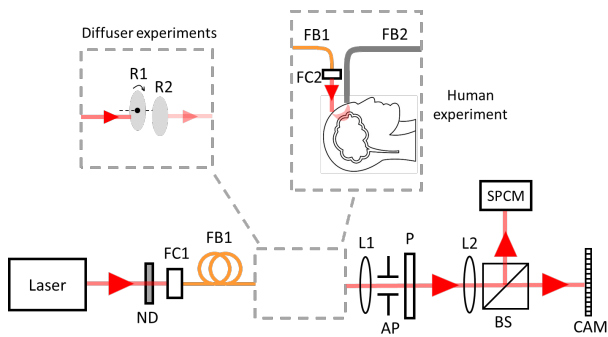 Diffuser experiments
R1
R2
FB1
FB2
FC2
Human
experiment
SPCM
Laser
ND
FC1
FB1
L1
AP
P
L2
BS
CAM